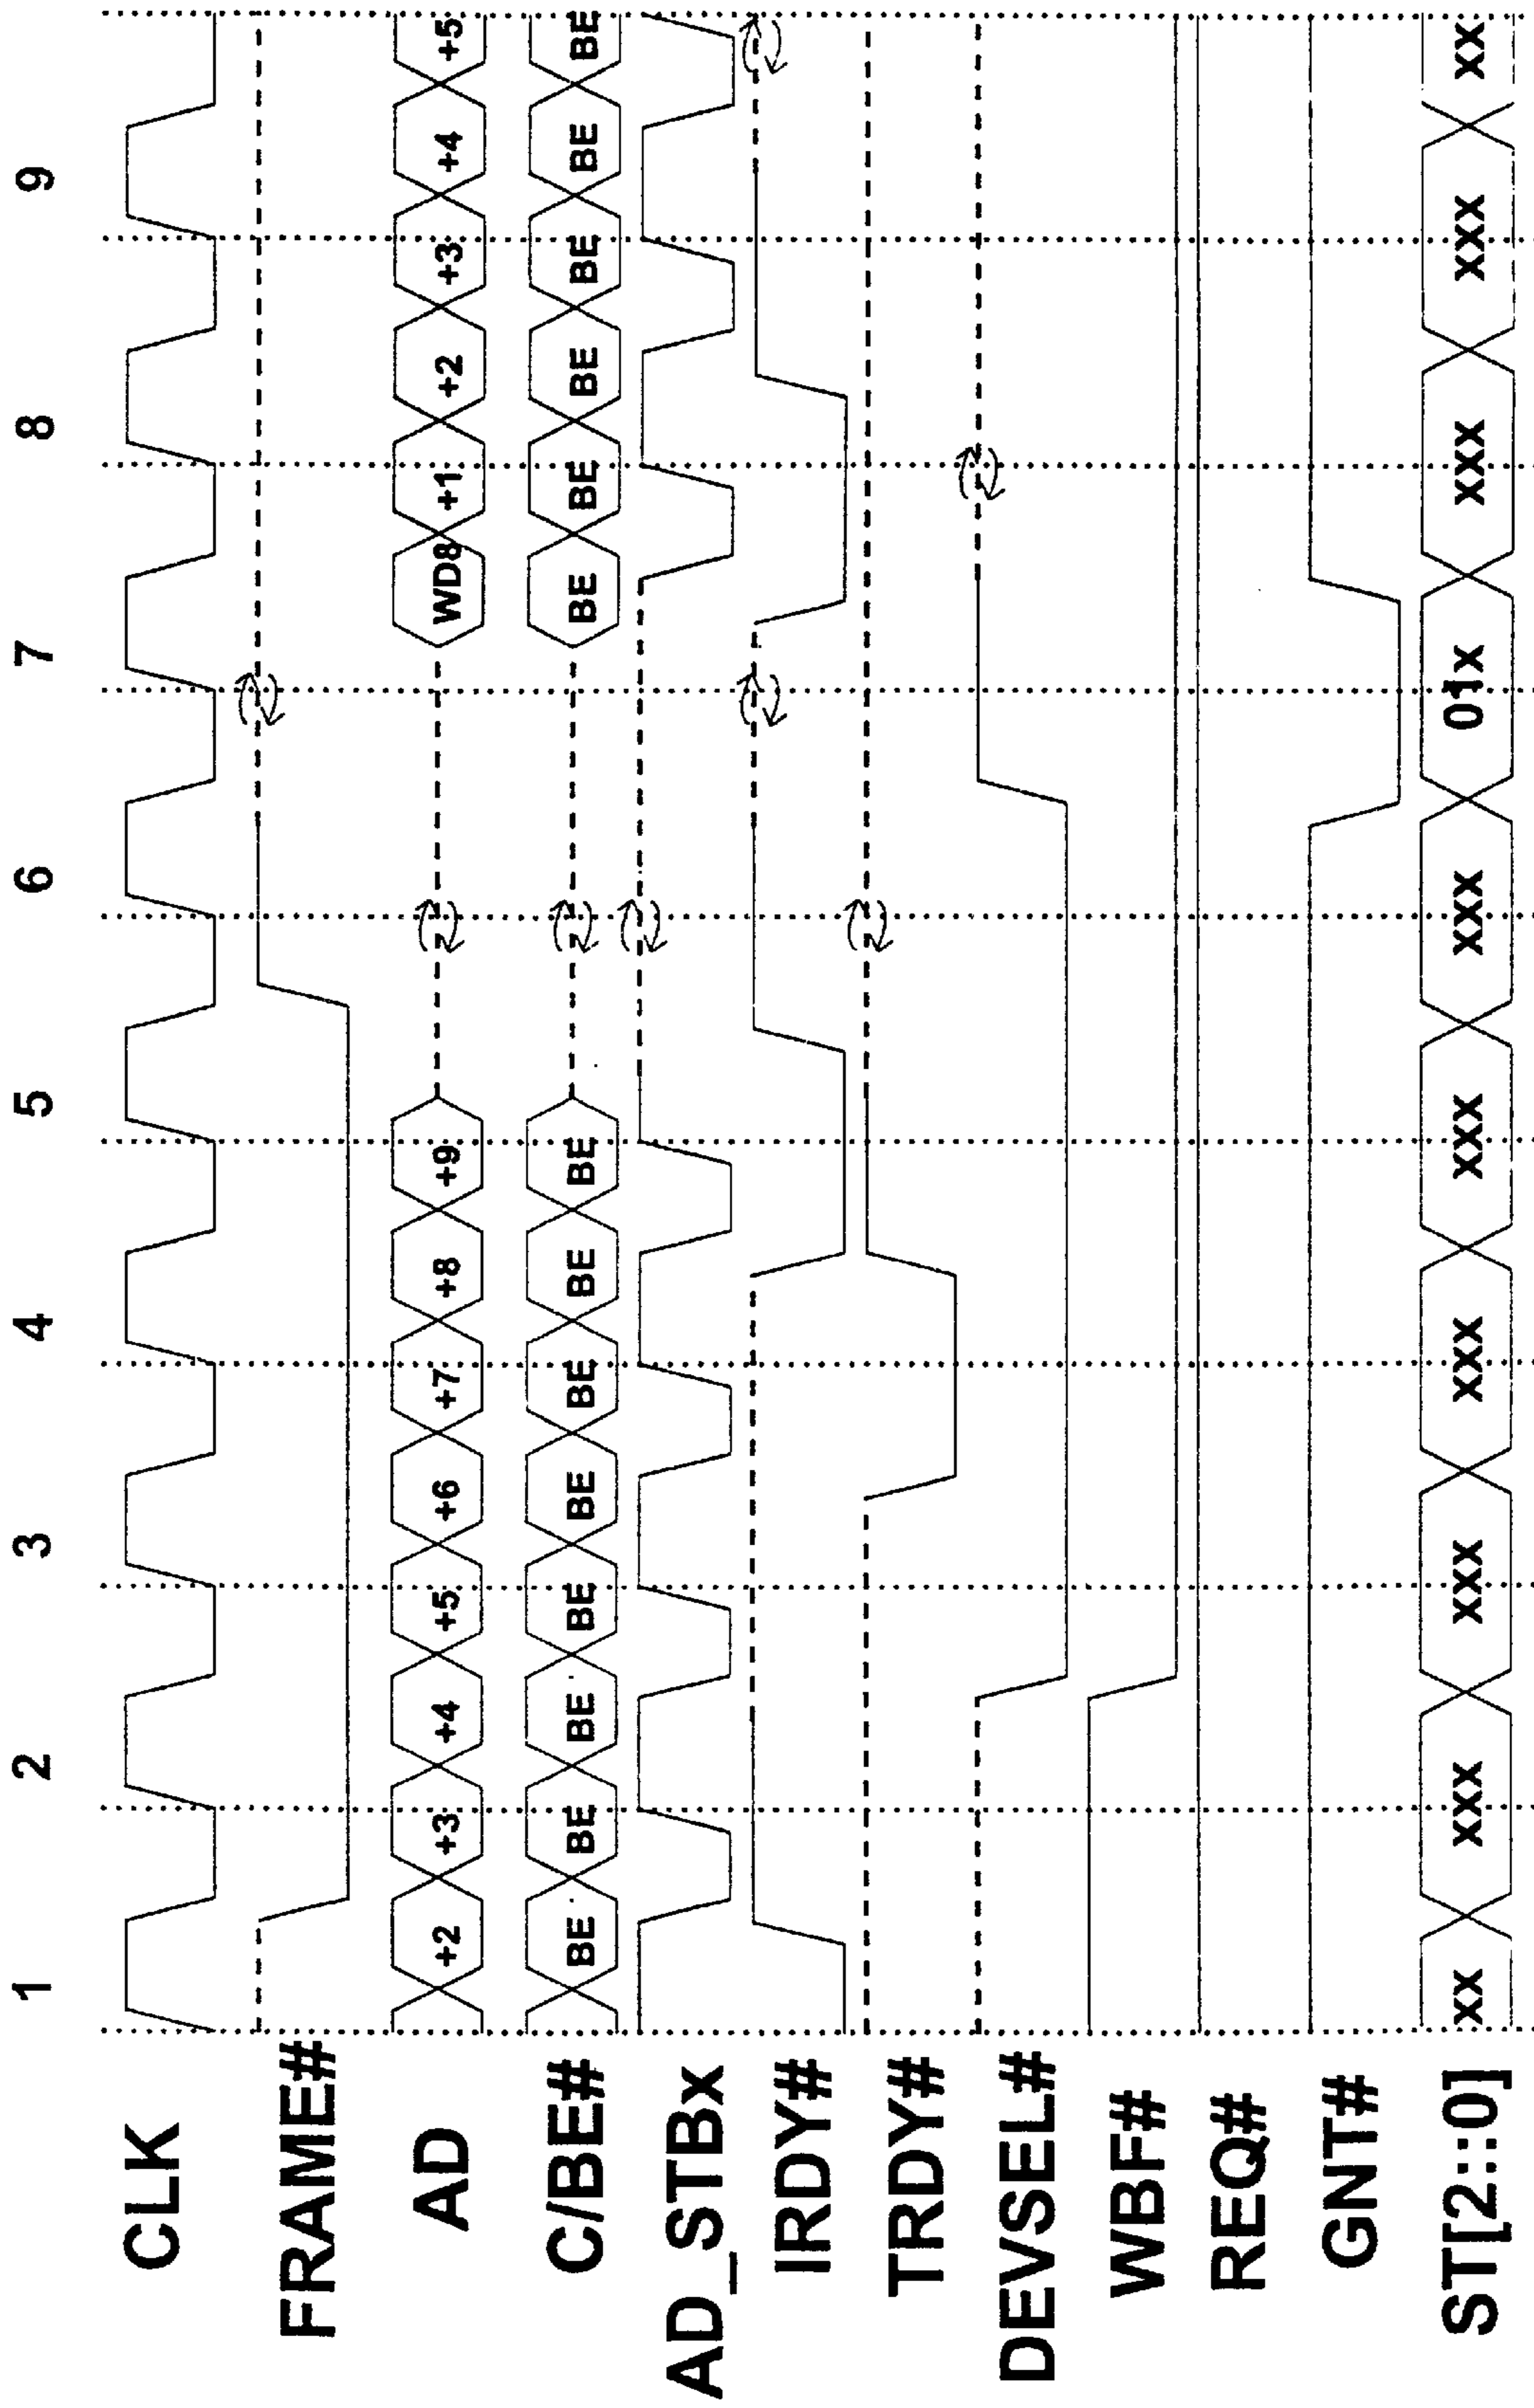 1 2 3 4 5 6 7 8 9
CLK
FRAME#
AD +2 +3 +4 +5 +6 +7 +8 +9 WD8 +1 +2 +3 +4 +5
C/BE# BE BE BE BE BE BE BE BE BE BE BE BE BE BE
AD_STBx
IRDY#
TRDY#
DEVSEL#
WBF#
REQ#
GNT#
ST[2::0] xx xxx xxx xxx xxx xxx xxx 01x xxx xxx xx